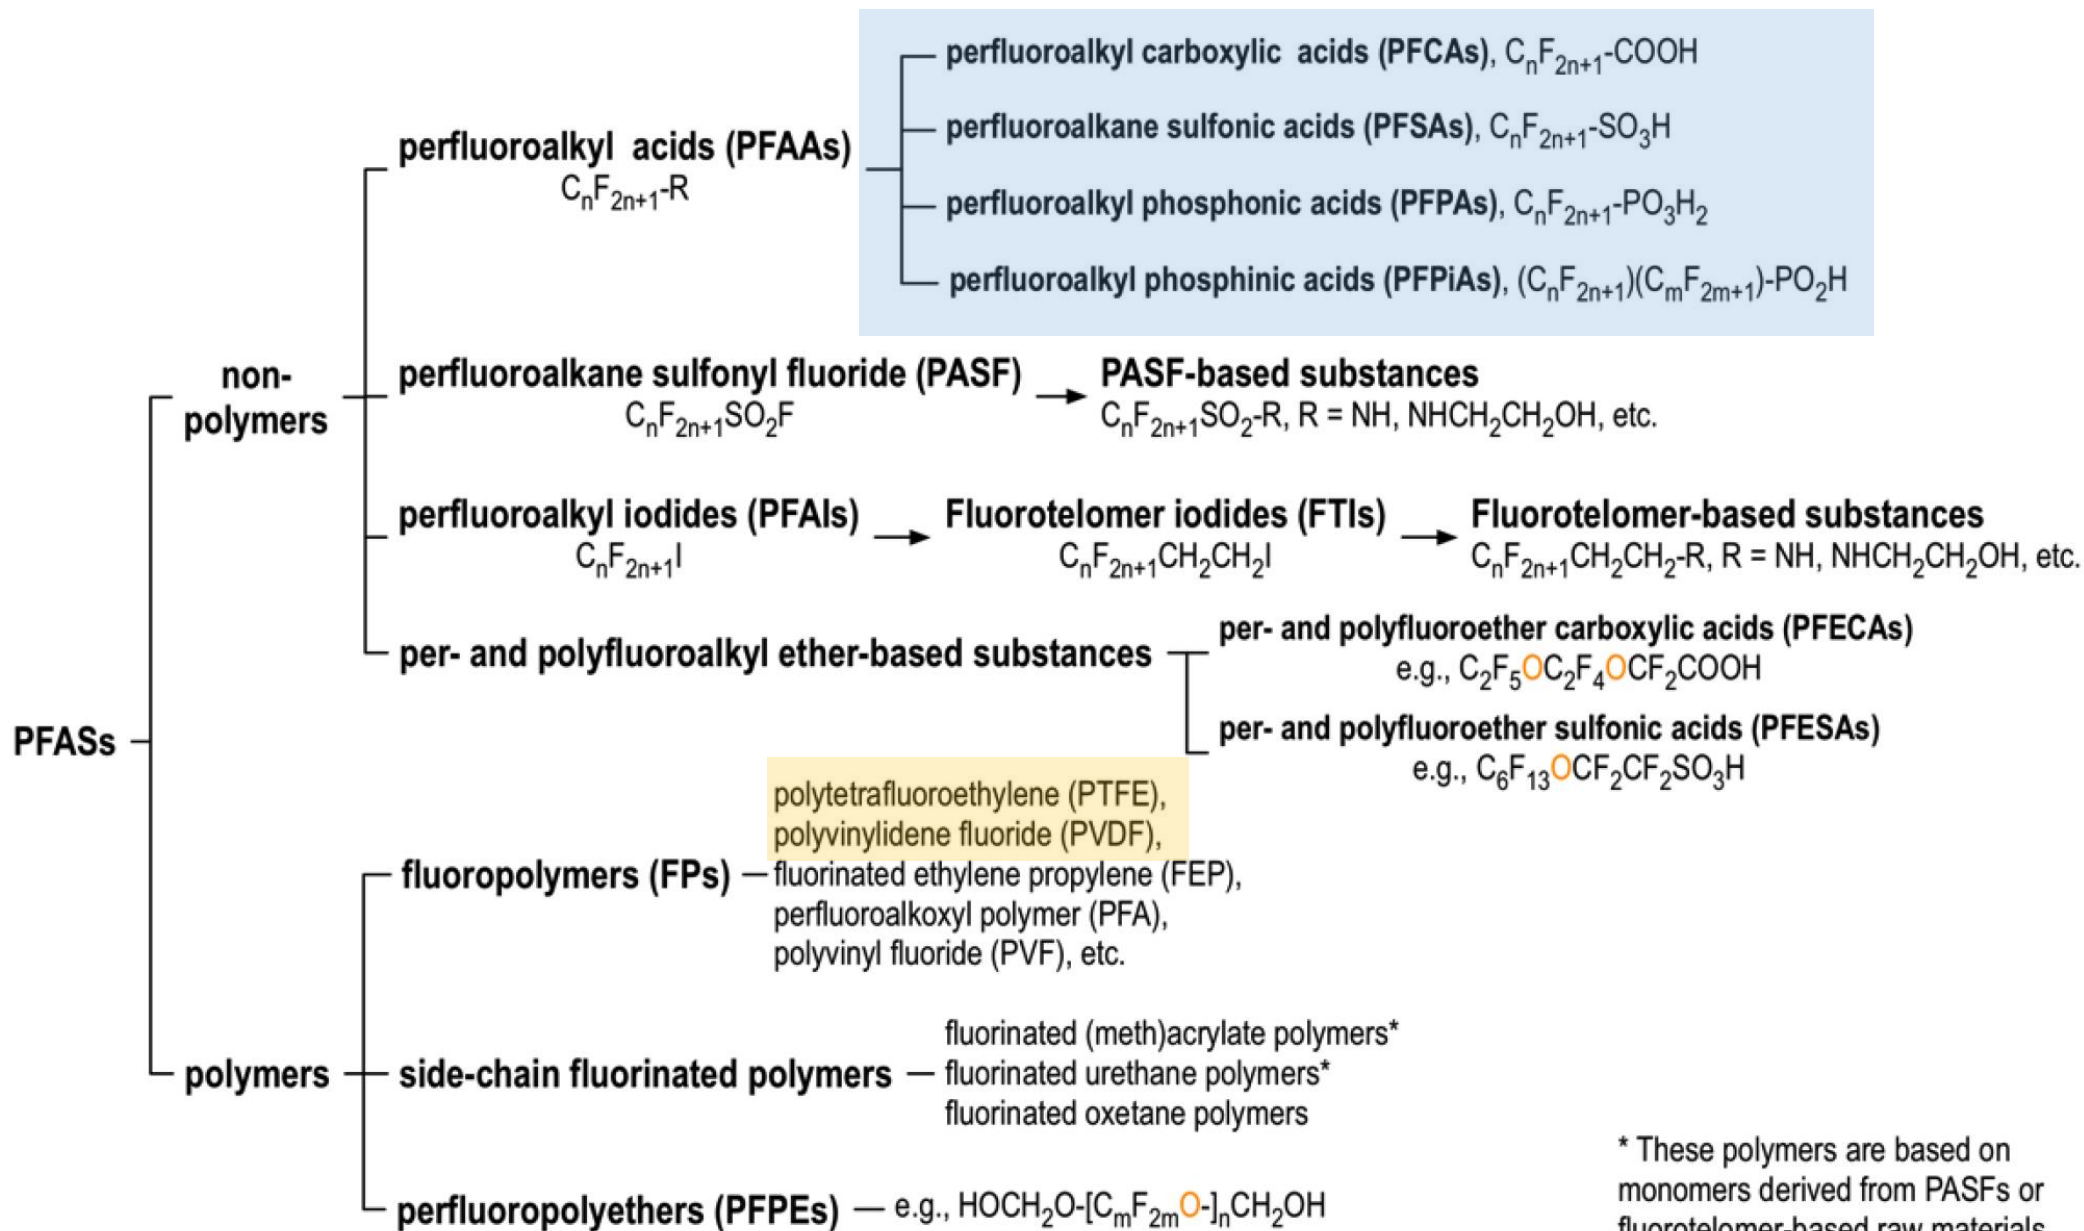 perfluoroalkyl carboxylic acids (PFCAs), CnF2n+1-COOH
perfluoroalkane sulfonic acids (PFSAs), CnF2n+1-SO3H
perfluoroalkyl acids (PFAAs)
CnF2n+1-R
perfluoroalkyl phosphonic acids (PFPAs), CnF2n+1-PO3H2
perfluoroalkyl phosphinic acids (PFPiAs), (CnF2n+1)(CmF2m+1)-PO2H
non-
polymers
perfluoroalkane sulfonyl fluoride (PASF)
CnF2n+1SO2F
PASF-based substances
CnF2n+1SO2-R, R = NH, NHCH2CH2OH, etc.
perfluoroalkyl iodides (PFAIs)
CnF2n+1I
Fluorotelomer iodides (FTIs)
CnF2n+1CH2CH2I
Fluorotelomer-based substances
CnF2n+1CH2CH2-R, R = NH, NHCH2CH2OH, etc.
per- and polyfluoroalkyl ether-based substances
per- and polyfluoroether carboxylic acids (PFECAs)
e.g., C2F5OC2F4OCF2COOH
per- and polyfluoroether sulfonic acids (PFESAs)
e.g., C6F13OCF2CF2SO3H
PFASs
polytetrafluoroethylene (PTFE),
polyvinylidene fluoride (PVDF),
fluoropolymers (FPs)
fluorinated ethylene propylene (FEP),
perfluoroalkoxyl polymer (PFA),
polyvinyl fluoride (PVF), etc.
polymers
side-chain fluorinated polymers
fluorinated (meth)acrylate polymers*
fluorinated urethane polymers*
fluorinated oxetane polymers
perfluoropolyethers (PFPEs)
e.g., HOCH2O-[CmF2mO-]nCH2OH
* These polymers are based on
monomers derived from PASFs or
fluorotelomer-based raw materials